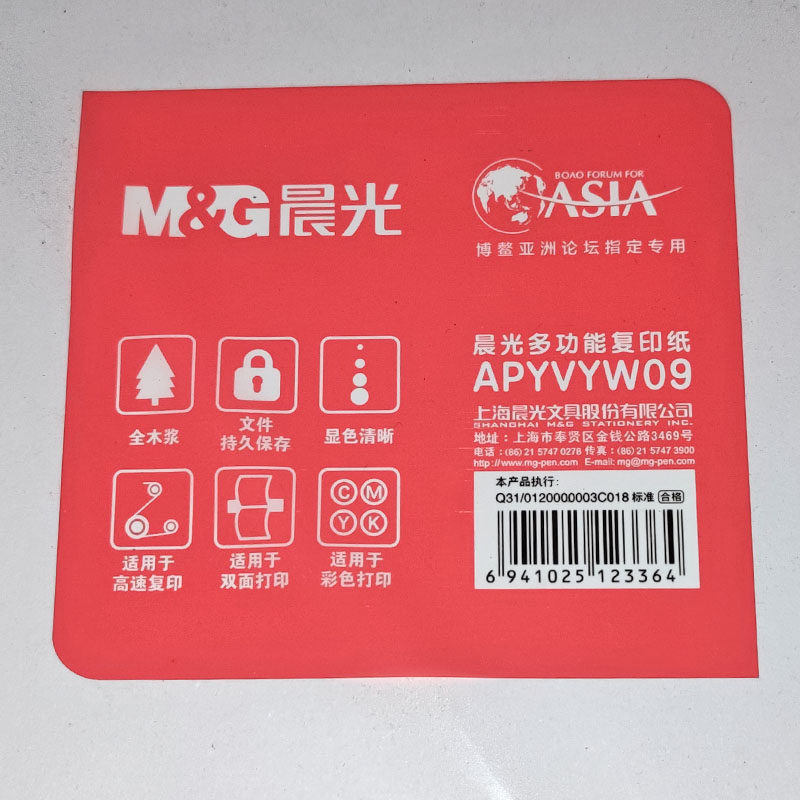 M&G晨光
BOAO FORUM FOR
ASIA
博鳌亚洲论坛指定专用
全木浆
文件
持久保存
显色清晰
适用于
高速复印
适用于
双面打印
C M
Y K
适用于
彩色打印
晨光多功能复印纸
APYVYW09
上海晨光文具股份有限公司
SHANGHAI M&G STATIONERY INC.
地址：上海市奉贤区金钱公路3469号
电话：(86) 21 5747 0278 传真：(86) 21 5747 3900
http://www.mg-pen.com E-mail: mg@mg-pen.com
本产品执行：
Q31/0120000003C018 标准 合格
6 941025 123364